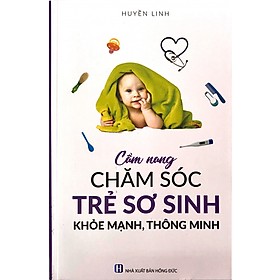 HUYỀN LINH
Cẩm nang
CHĂM SÓC
TRẺ SƠ SINH
KHỎE MẠNH, THÔNG MINH
NHÀ XUẤT BẢN HỒNG ĐỨC